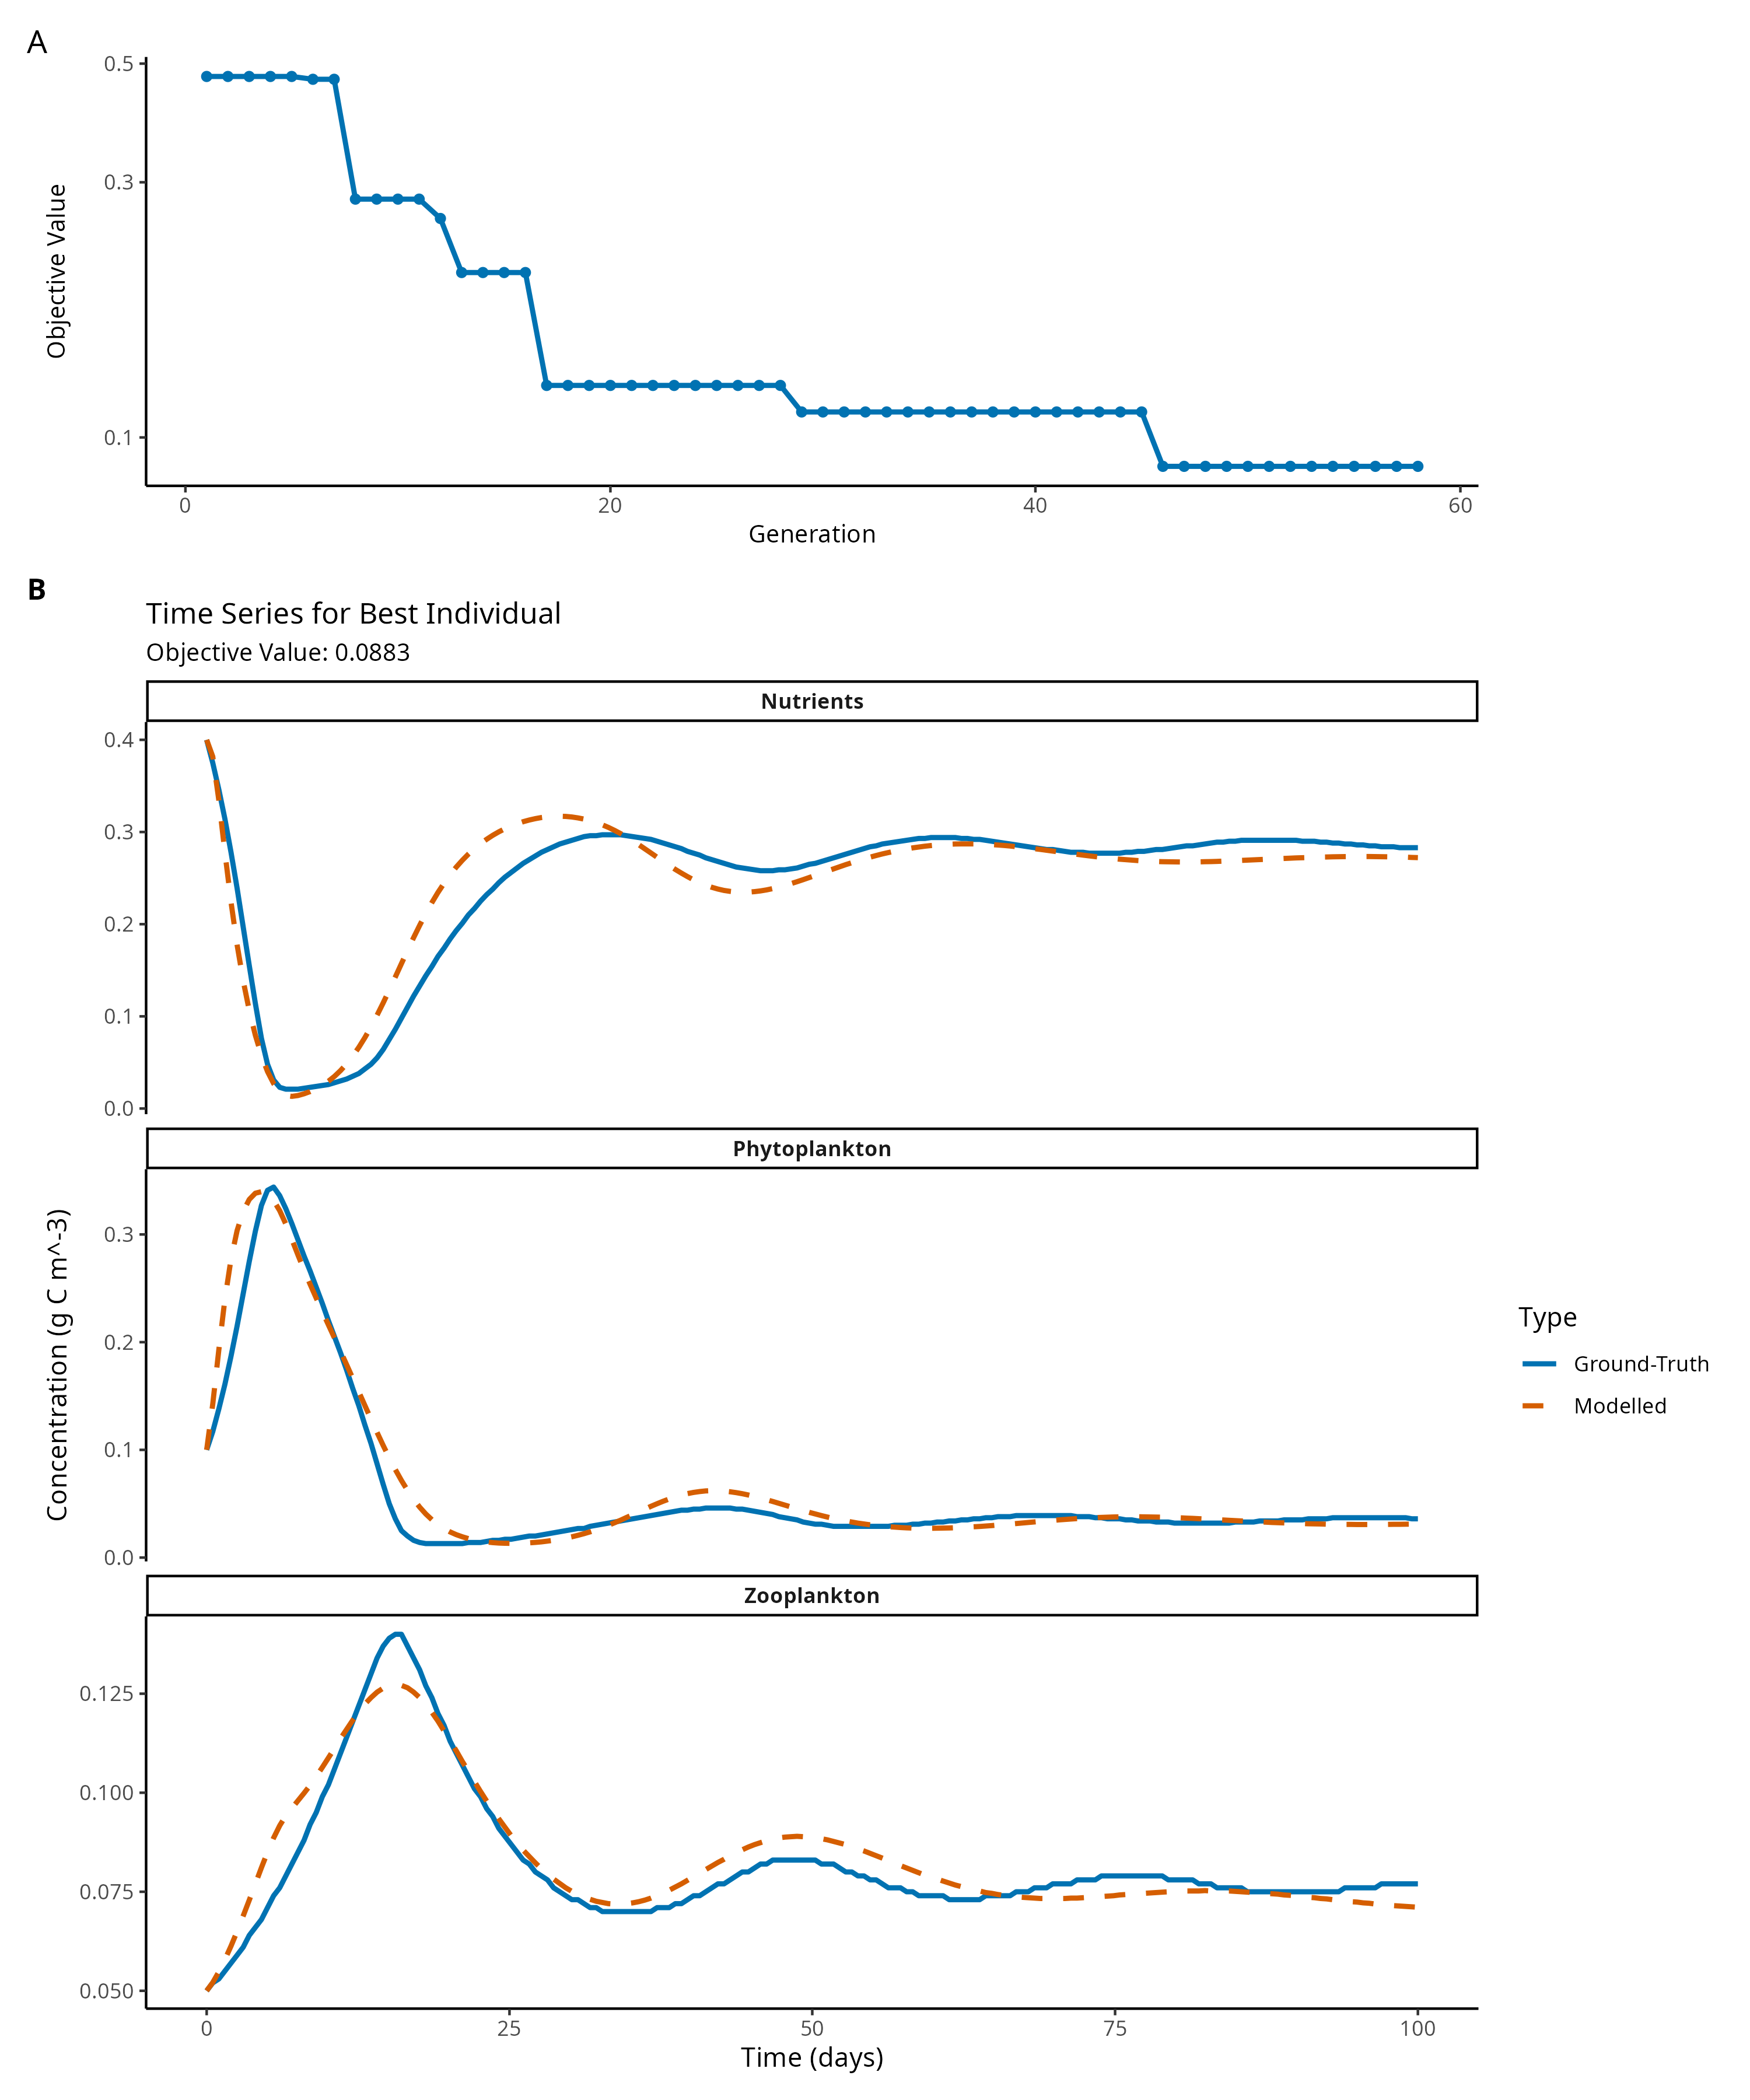 A
0.5
0.3
0.1
Objective Value
0 20 40 60
Generation
B
Time Series for Best Individual
Objective Value: 0.0883
Nutrients
0.4
0.3
0.2
0.1
0.0
Phytoplankton
0.3
0.2
0.1
0.0
Concentration (g C m^-3)
Zooplankton
0.125
0.100
0.075
0.050
0 25 50 75 100
Time (days)
Type
Ground-Truth
Modelled